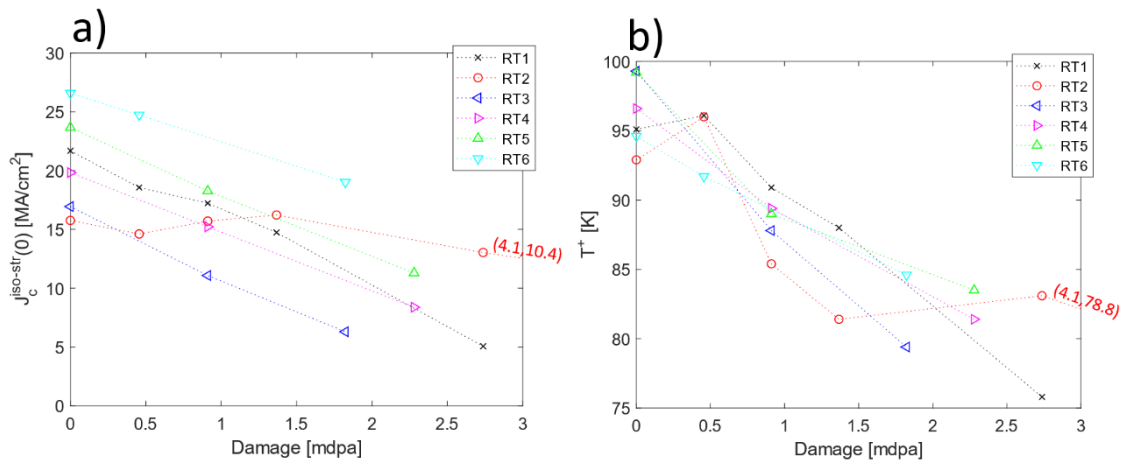 a)
30
25
20
15
10
5
0
J_c^{iso-str}(0) [MA/cm²]
0 0.5 1 1.5 2 2.5 3
Damage [mdpa]
RT1
RT2
RT3
RT4
RT5
RT6
(4.1,10.4)
b)
100
95
90
85
80
75
T⁺ [K]
0 0.5 1 1.5 2 2.5 3
Damage [mdpa]
RT1
RT2
RT3
RT4
RT5
RT6
(4.1,78.8)